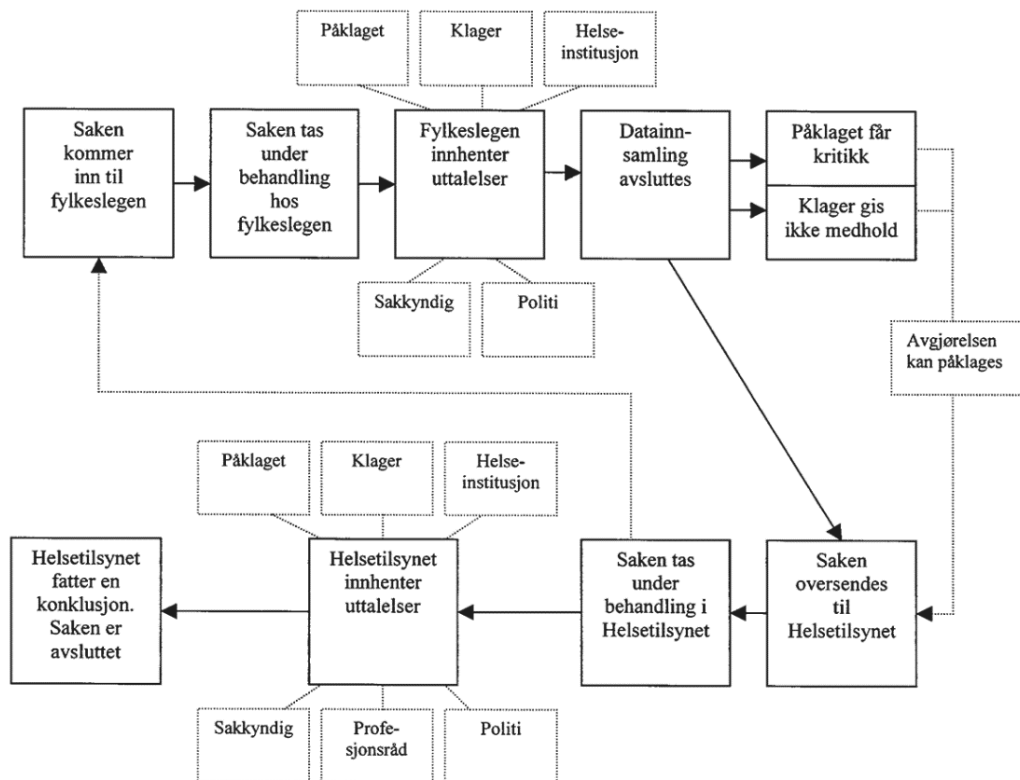 Påklaget
Klager
Helse-
institusjon
Saken
kommer
inn til
fylkeslegen
Saken tas
under
behandling
hos
fylkeslegen
Fylkeslegen
innhenter
uttalelser
Datainn-
samling
avsluttes
Påklaget får
kritikk
Klager gis
ikke medhold
Sakkyndig
Politi
Avgjørelsen
kan påklages
Påklaget
Klager
Helse-
institusjon
Helsetilsynet
fatter en
konklusjon.
Saken er
avsluttet
Helsetilsynet
innhenter
uttalelser
Saken tas
under
behandling i
Helsetilsynet
Saken
oversendes
til
Helsetilsynet
Sakkyndig
Profe-
sjonsråd
Politi